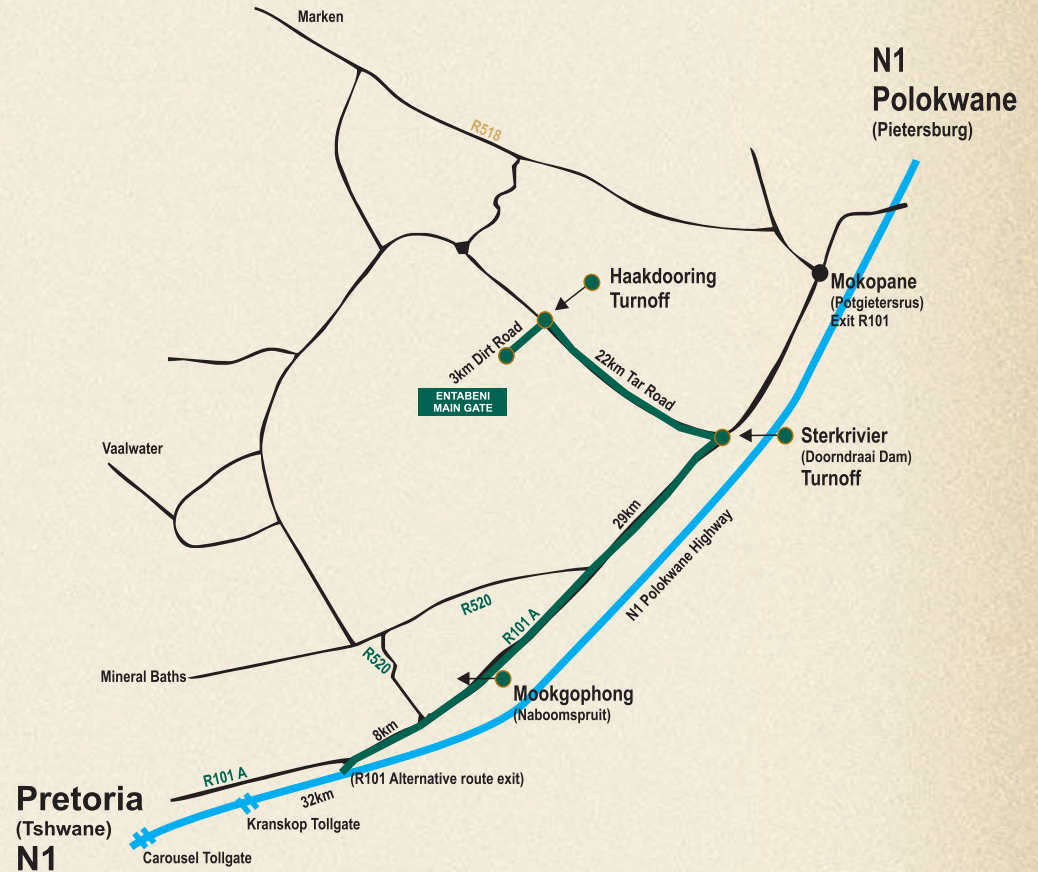 Marken
N1
Polokwane
(Pietersburg)
R518
Haakdooring
Turnoff
Mokopane
(Potgietersrus)
Exit R101
3km Dirt Road
22km Tar Road
ENTABENI
MAIN GATE
Sterkrivier
(Doorndraai Dam)
Turnoff
Vaalwater
29km
N1 Polokwane Highway
R520
R101 A
R520
Mineral Baths
Mookgophong
(Naboomspruit)
8km
R101 A
(R101 Alternative route exit)
32km
Pretoria
(Tshwane)
N1
Kranskop Tollgate
Carousel Tollgate